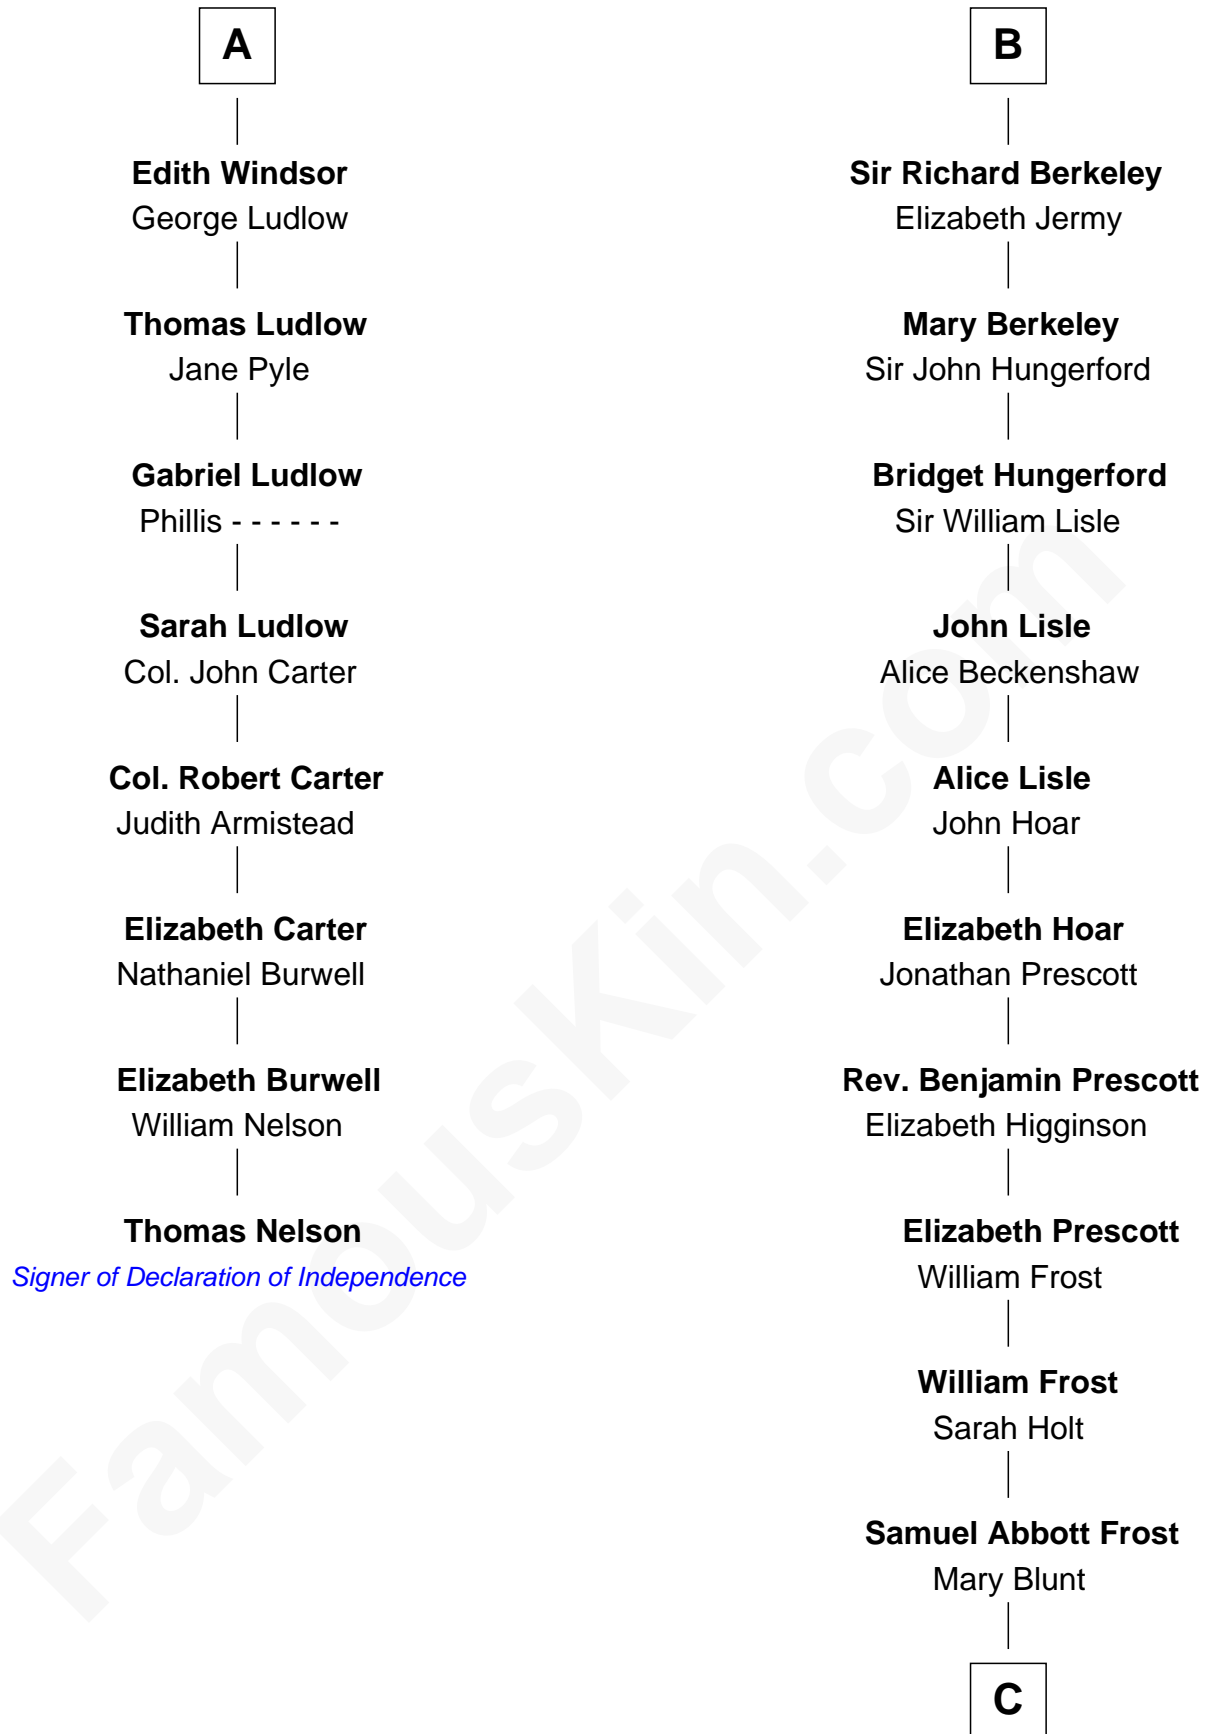 A
Edith Windsor
George Ludlow
Thomas Ludlow
Jane Pyle
Gabriel Ludlow
Phillis - - - - - -
Sarah Ludlow
Col. John Carter
Col. Robert Carter
Judith Armistead
Elizabeth Carter
Nathaniel Burwell
Elizabeth Burwell
William Nelson
Thomas Nelson
Signer of Declaration of Independence
B
Sir Richard Berkeley
Elizabeth Jermy
Mary Berkeley
Sir John Hungerford
Bridget Hungerford
Sir William Lisle
John Lisle
Alice Beckenshaw
Alice Lisle
John Hoar
Elizabeth Hoar
Jonathan Prescott
Rev. Benjamin Prescott
Elizabeth Higginson
Elizabeth Prescott
William Frost
William Frost
Sarah Holt
Samuel Abbott Frost
Mary Blunt
C
FamousKin.com